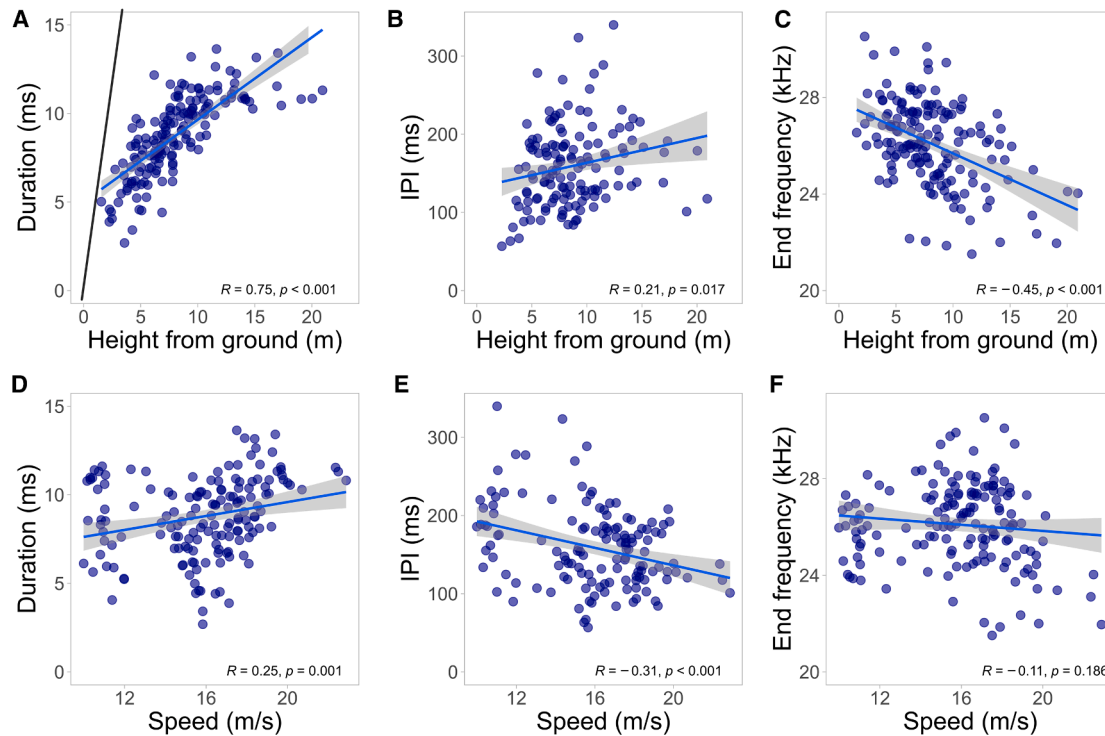 A
B
C
15
10
5
0
Duration (ms)
0 5 10 15 20
Height from ground (m)
R = 0.75, p < 0.001
300
200
100
0
IPI (ms)
0 5 10 15 20
Height from ground (m)
R = 0.21, p = 0.017
28
24
20
End frequency (kHz)
0 5 10 15 20
Height from ground (m)
R = −0.45, p < 0.001
D
E
F
15
10
5
0
Duration (ms)
12 16 20
Speed (m/s)
R = 0.25, p = 0.001
300
200
100
0
IPI (ms)
12 16 20
Speed (m/s)
R = −0.31, p < 0.001
28
24
20
End frequency (kHz)
12 16 20
Speed (m/s)
R = −0.11, p = 0.186